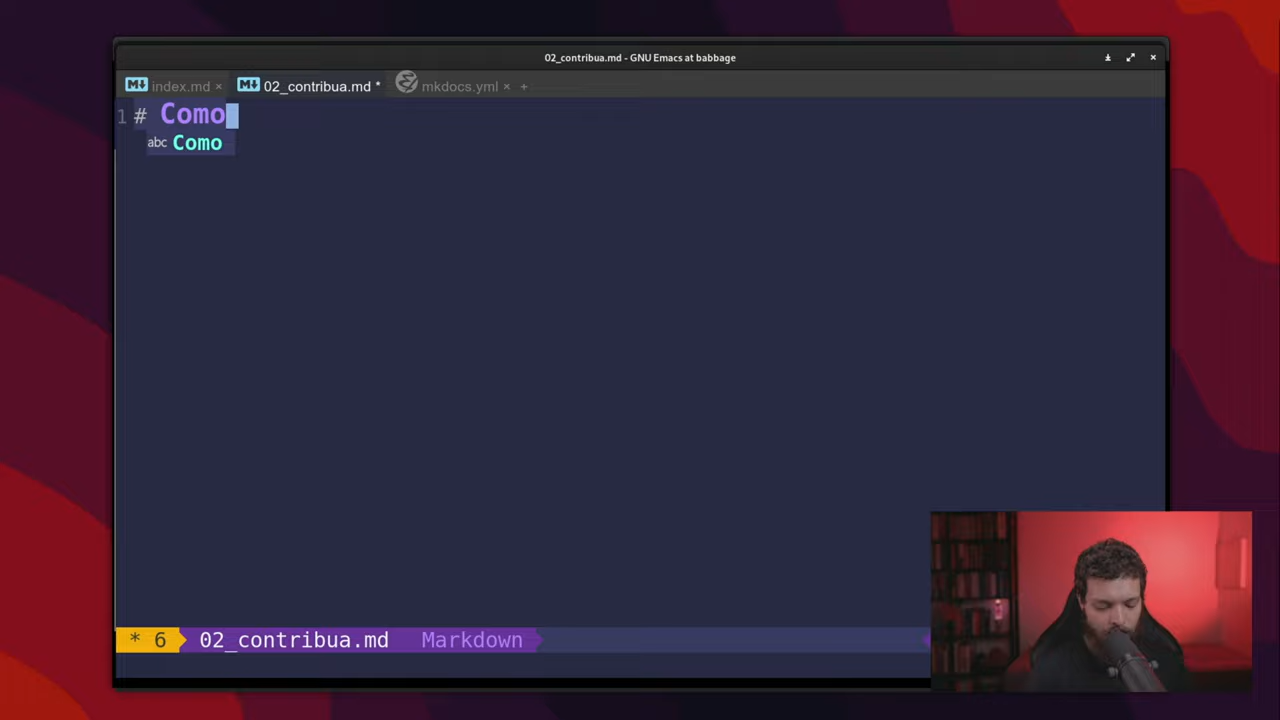 02_contribua.md - GNU Emacs at babbage
index.md × 02_contribua.md * mkdocs.yml × +
1 # Como
abc Como
* 6 02_contribua.md Markdown